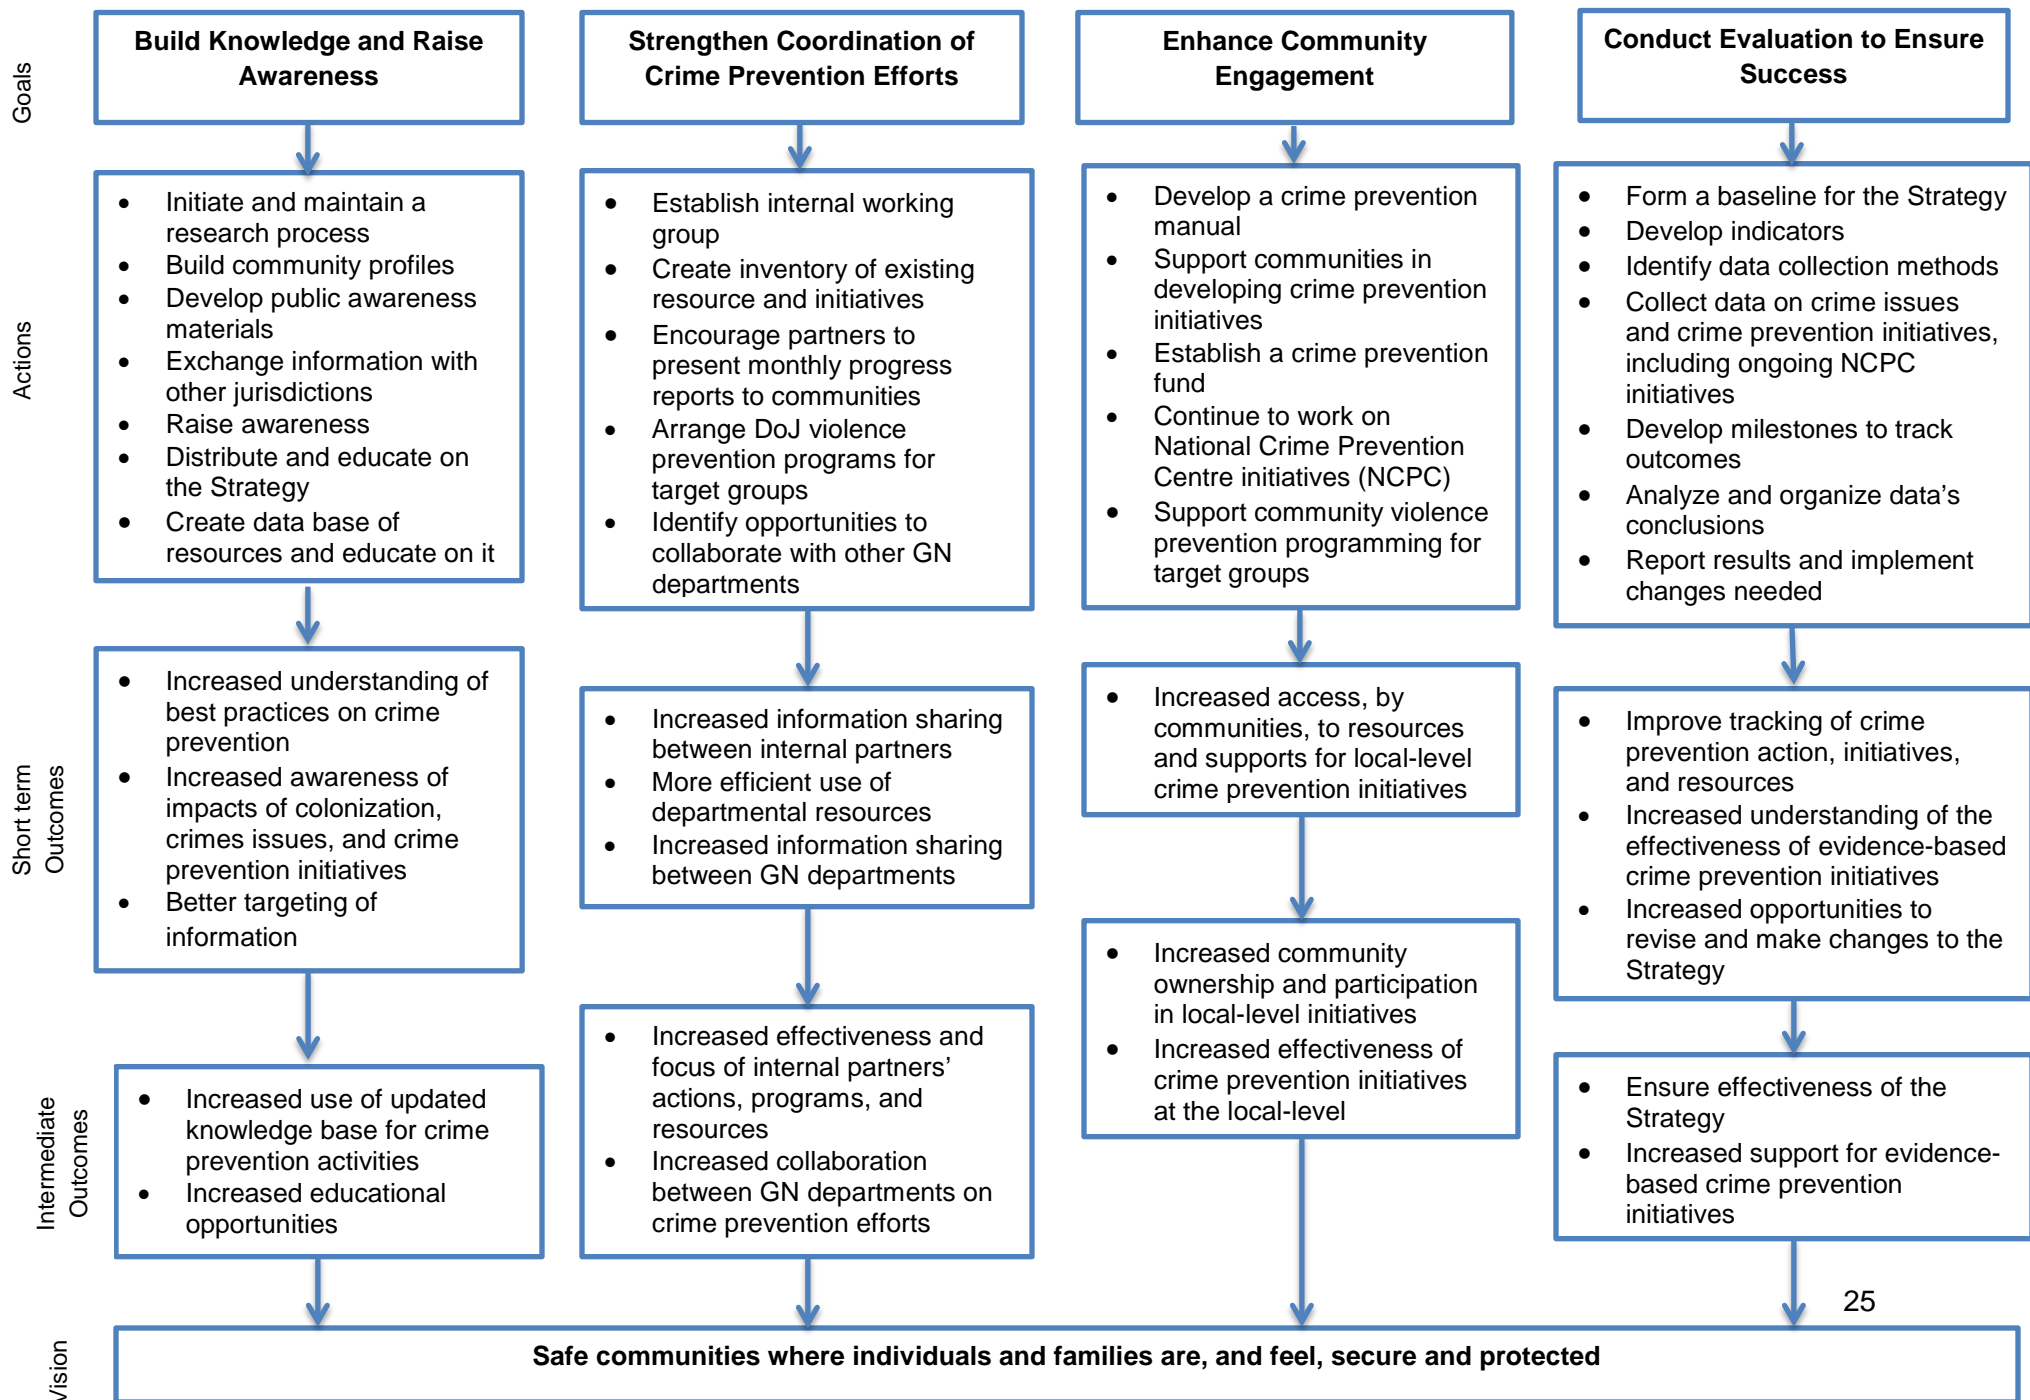 Goals
Build Knowledge and Raise
Awareness
Strengthen Coordination of
Crime Prevention Efforts
Enhance Community
Engagement
Conduct Evaluation to Ensure
Success
Actions
• Initiate and maintain a
research process
• Build community profiles
• Develop public awareness
materials
• Exchange information with
other jurisdictions
• Raise awareness
• Distribute and educate on
the Strategy
• Create data base of
resources and educate on it
• Establish internal working
group
• Create inventory of existing
resource and initiatives
• Encourage partners to
present monthly progress
reports to communities
• Arrange DoJ violence
prevention programs for
target groups
• Identify opportunities to
collaborate with other GN
departments
• Develop a crime prevention
manual
• Support communities in
developing crime prevention
initiatives
• Establish a crime prevention
fund
• Continue to work on
National Crime Prevention
Centre initiatives (NCPC)
• Support community violence
prevention programming for
target groups
• Form a baseline for the Strategy
• Develop indicators
• Identify data collection methods
• Collect data on crime issues
and crime prevention initiatives,
including ongoing NCPC
initiatives
• Develop milestones to track
outcomes
• Analyze and organize data’s
conclusions
• Report results and implement
changes needed
Short term
Outcomes
• Increased understanding of
best practices on crime
prevention
• Increased awareness of
impacts of colonization,
crimes issues, and crime
prevention initiatives
• Better targeting of
information
• Increased information sharing
between internal partners
• More efficient use of
departmental resources
• Increased information sharing
between GN departments
• Increased access, by
communities, to resources
and supports for local-level
crime prevention initiatives
• Improve tracking of crime
prevention action, initiatives,
and resources
• Increased understanding of the
effectiveness of evidence-based
crime prevention initiatives
• Increased opportunities to
revise and make changes to the
Strategy
Intermediate
Outcomes
• Increased use of updated
knowledge base for crime
prevention activities
• Increased educational
opportunities
• Increased effectiveness and
focus of internal partners’
actions, programs, and
resources
• Increased collaboration
between GN departments on
crime prevention efforts
• Increased community
ownership and participation
in local-level initiatives
• Increased effectiveness of
crime prevention initiatives
at the local-level
• Ensure effectiveness of the
Strategy
• Increased support for evidence-
based crime prevention
initiatives
25
Vision
Safe communities where individuals and families are, and feel, secure and protected